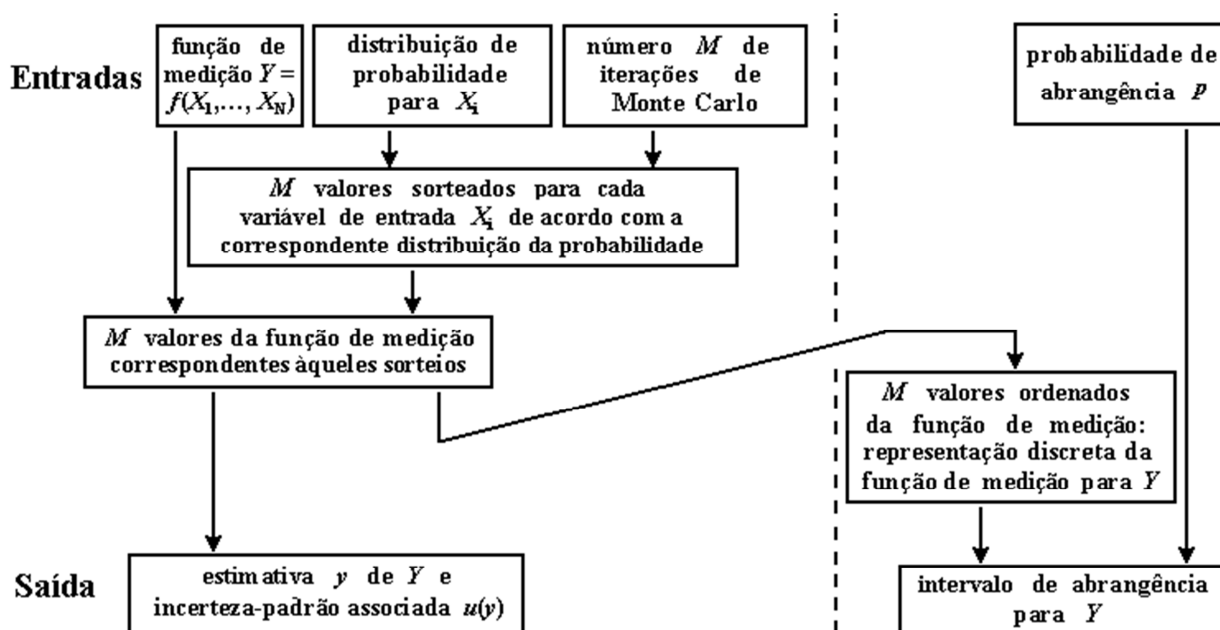 Entradas
função de
medição Y =
f(X₁,..., X_N)
distribuição de
probabilidade
para X_i
número M de
iterações de
Monte Carlo
probabilidade de
abrangência p
M valores sorteados para cada
variável de entrada X_i de acordo com a
correspondente distribuição da probabilidade
M valores da função de medição
correspondentes àqueles sorteios
M valores ordenados
da função de medição:
representação discreta da
função de medição para Y
Saída
estimativa y de Y e
incerteza-padrão associada u(y)
intervalo de abrangência
para Y